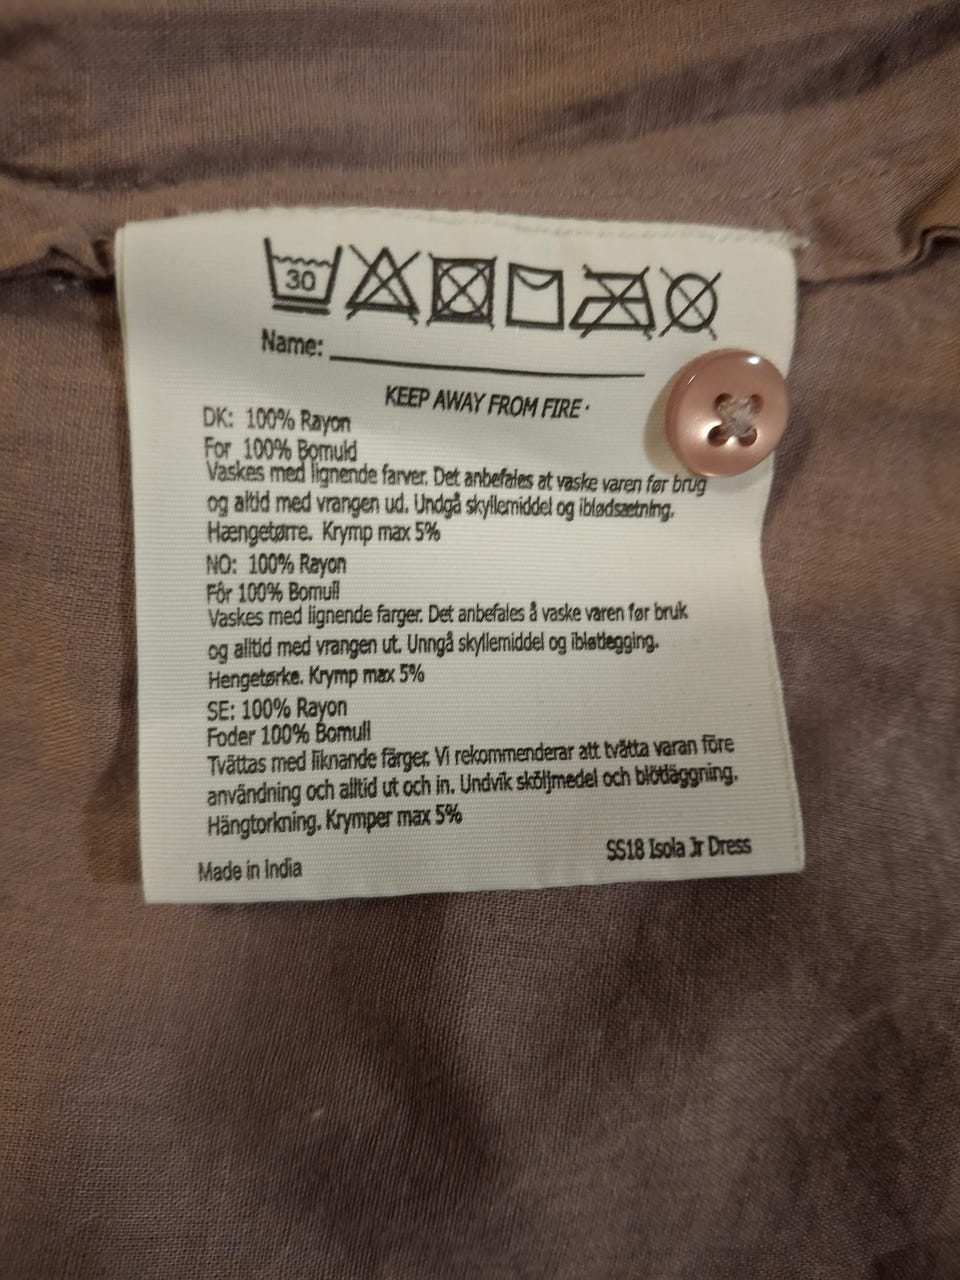 30
Name:
KEEP AWAY FROM FIRE ·
DK: 100% Rayon
For 100% Bomuld
Vaskes med lignende farver. Det anbefales at vaske varen før brug
og altid med vrangen ud. Undgå skyllemiddel og iblødsætning.
Hængetørre. Krymp max 5%
NO: 100% Rayon
Fôr 100% Bomull
Vaskes med lignende farger. Det anbefales å vaske varen før bruk
og alltid med vrangen ut. Unngå skyllemiddel og ibløtlegging.
Hengetørke. Krymp max 5%
SE: 100% Rayon
Foder 100% Bomull
Tvättas med liknande färger. Vi rekommenderar att tvätta varan före
användning och alltid ut och in. Undvik sköljmedel och blötläggning.
Hängtorkning. Krymper max 5%
SS18 Isola Jr Dress
Made in India